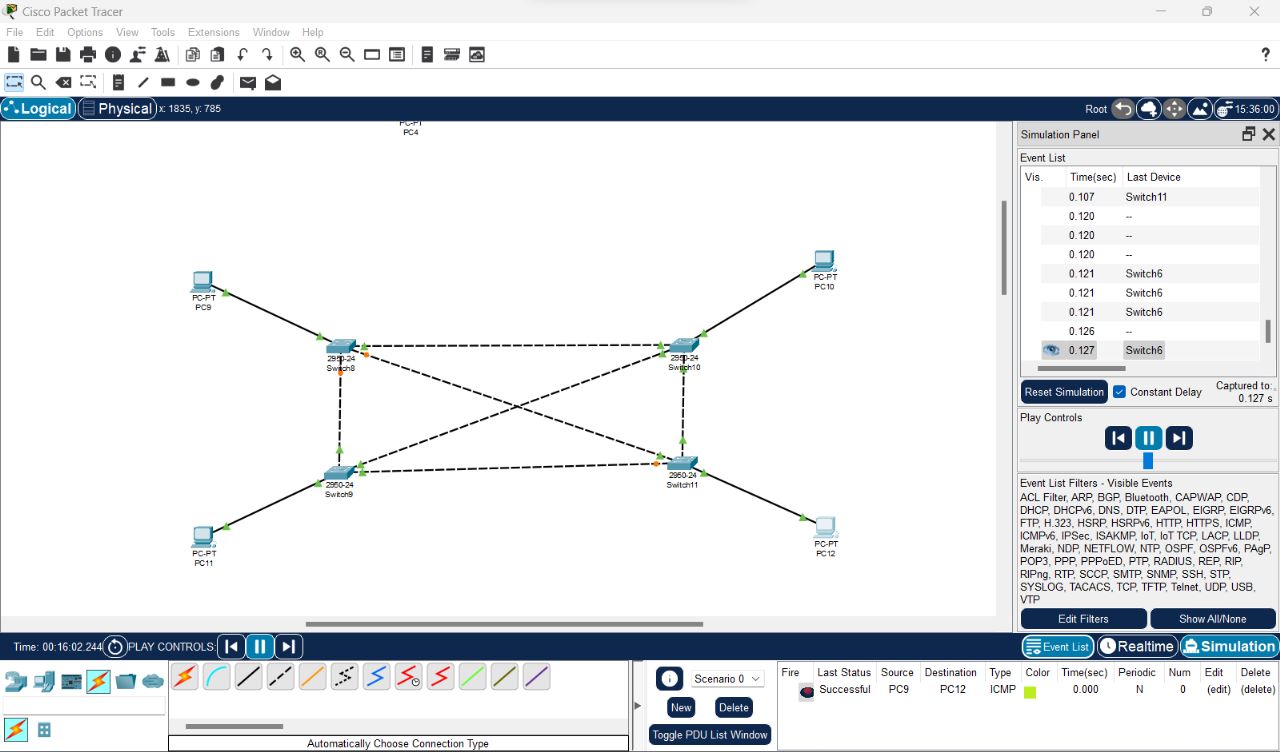 Cisco Packet Tracer
File Edit Options View Tools Extensions Window Help
Logical Physical x: 1835, y: 785
Root 15:36:00
PC-PT
PC4
PC-PT
PC9
PC-PT
PC10
2950-24
Switch8
2950-24
Switch10
2950-24
Switch9
2950-24
Switch11
PC-PT
PC11
PC-PT
PC12
Simulation Panel
Event List
Vis. Time(sec) Last Device
0.107 Switch11
0.120 --
0.120 --
0.120 --
0.121 Switch6
0.121 Switch6
0.121 Switch6
0.126 --
0.127 Switch6
Reset Simulation Constant Delay Captured to:
0.127 s
Play Controls
Event List Filters - Visible Events
ACL Filter, ARP, BGP, Bluetooth, CAPWAP, CDP,
DHCP, DHCPv6, DNS, DTP, EAPOL, EIGRP, EIGRPv6,
FTP, H.323, HSRP, HSRPv6, HTTP, HTTPS, ICMP,
ICMPv6, IPSec, ISAKMP, IoT, IoT TCP, LACP, LLDP,
Meraki, NDP, NETFLOW, NTP, OSPF, OSPFv6, PAgP,
POP3, PPP, PPPoED, PTP, RADIUS, REP, RIP,
RIPng, RTP, SCCP, SMTP, SNMP, SSH, STP,
SYSLOG, TACACS, TCP, TFTP, Telnet, UDP, USB,
VTP
Edit Filters Show All/None
Time: 00:16:02.244 PLAY CONTROLS:
Event List Realtime Simulation
Automatically Choose Connection Type
Scenario 0
New Delete
Toggle PDU List Window
Fire Last Status Source Destination Type Color Time(sec) Periodic Num Edit Delete
Successful PC9 PC12 ICMP 0.000 N 0 (edit) (delete)